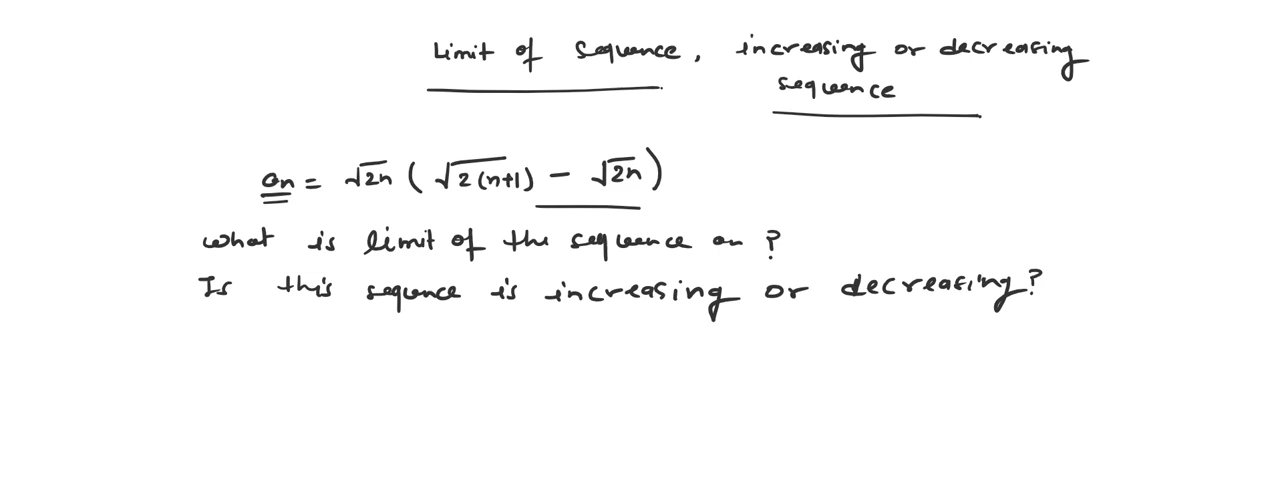 Limit of sequence, increasing or decreasing
sequence
an = √2n ( √2(n+1) − √2n )
what is limit of the sequence an ?
Is this sequence is increasing or decreasing?